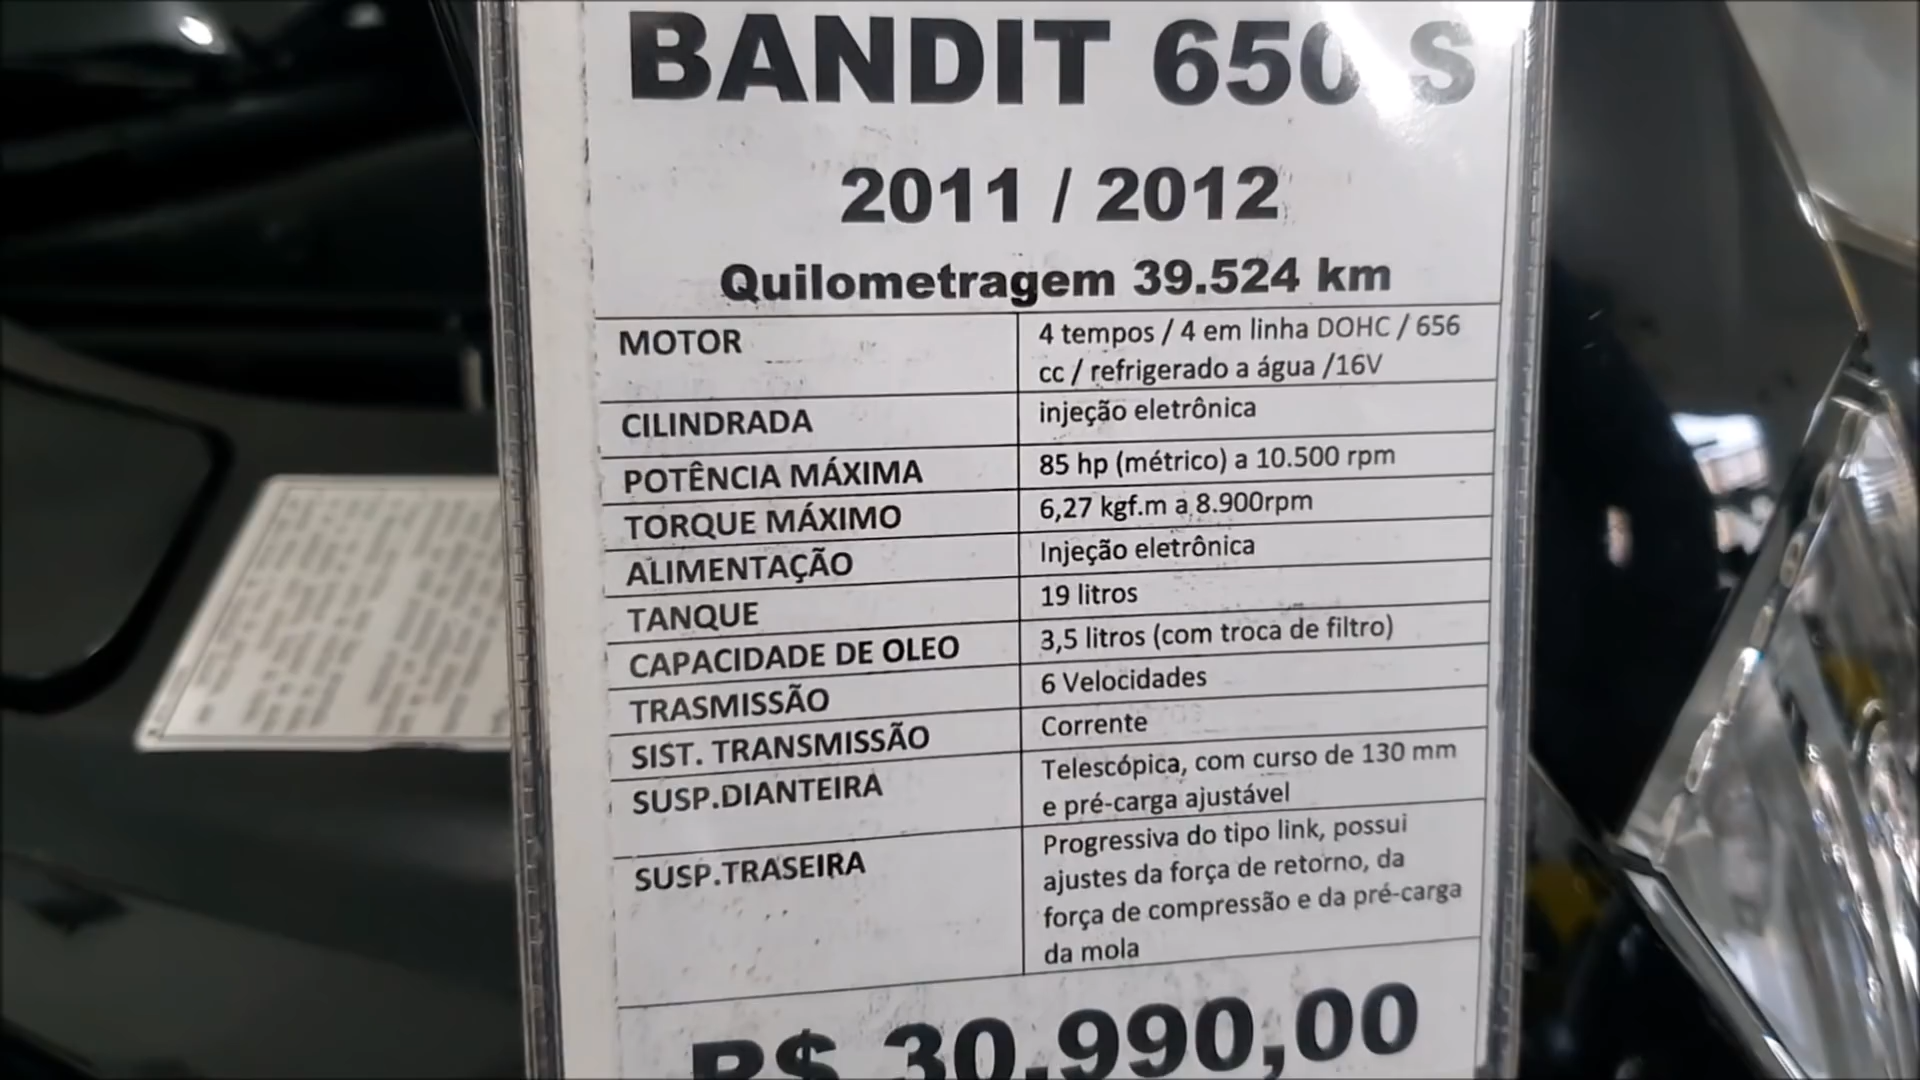 BANDIT 650 S
2011 / 2012
Quilometragem 39.524 km
MOTOR
4 tempos / 4 em linha DOHC / 656
cc / refrigerado a água /16V
CILINDRADA
injeção eletrônica
POTÊNCIA MÁXIMA
85 hp (métrico) a 10.500 rpm
TORQUE MÁXIMO
6,27 kgf.m a 8.900rpm
ALIMENTAÇÃO
Injeção eletrônica
TANQUE
19 litros
CAPACIDADE DE OLEO
3,5 litros (com troca de filtro)
TRASMISSÃO
6 Velocidades
SIST. TRANSMISSÃO
Corrente
SUSP.DIANTEIRA
Telescópica, com curso de 130 mm
e pré-carga ajustável
SUSP.TRASEIRA
Progressiva do tipo link, possui
ajustes da força de retorno, da
força de compressão e da pré-carga
da mola
R$ 30.990,00